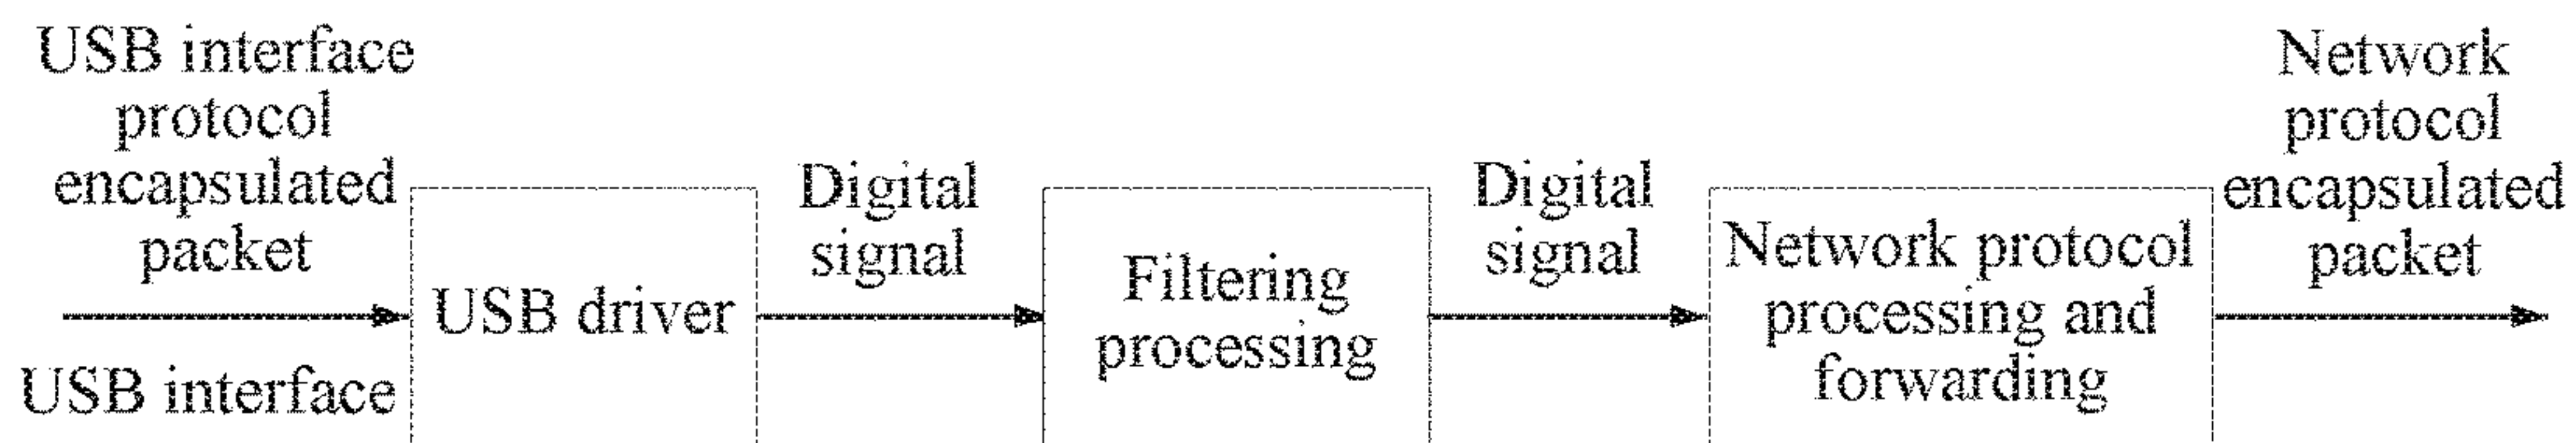 USB interface
protocol
encapsulated
packet
USB interface
USB driver
Digital
signal
Filtering
processing
Digital
signal
Network protocol
processing and
forwarding
Network
protocol
encapsulated
packet